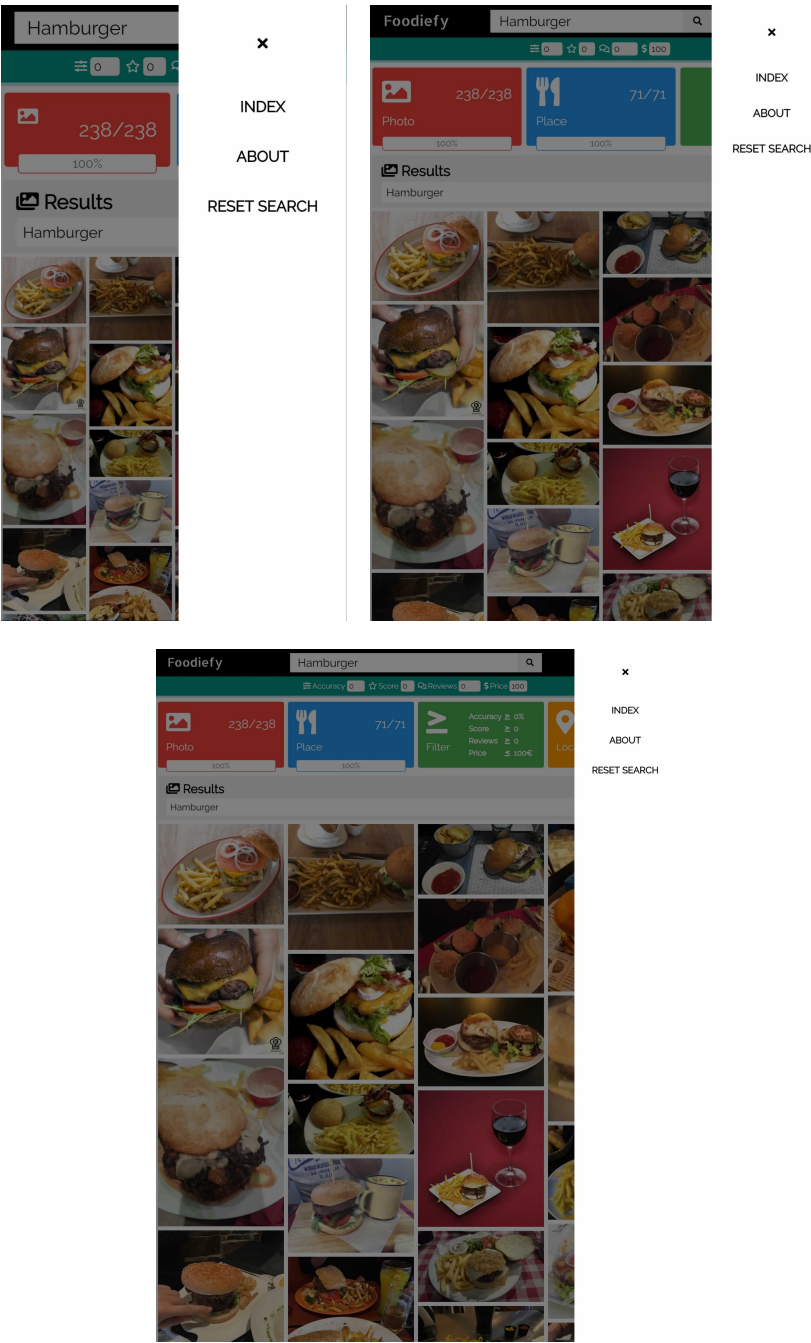 Hamburger
0
0
238/238
100%
Results
Hamburger
×
INDEX
ABOUT
RESET SEARCH
Foodiefy
Hamburger
0
0
0
$ 100
238/238
Photo
100%
71/71
Place
100%
Results
Hamburger
×
INDEX
ABOUT
RESET SEARCH
Foodiefy
Hamburger
Accuracy 0 Score 0 Reviews 0 $ Price 100
238/238
Photo
100%
71/71
Place
100%
Filter
Accuracy ≥ 0%
Score ≥ 0
Reviews ≥ 0
Price ≤ 100€
Loc
Results
Hamburger
×
INDEX
ABOUT
RESET SEARCH